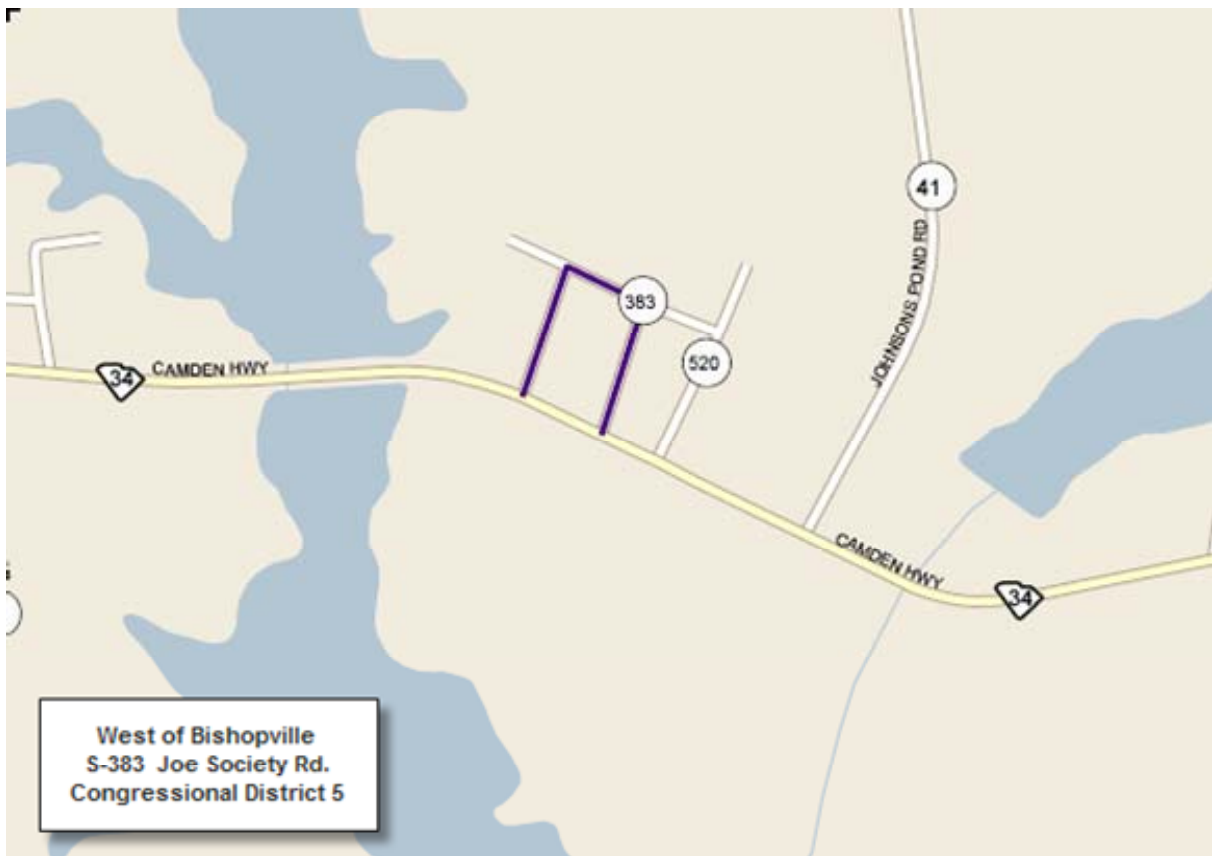 41
JOHNSONS POND RD
383
520
34
CAMDEN HWY
CAMDEN HWY
34
West of Bishopville
S-383 Joe Society Rd.
Congressional District 5